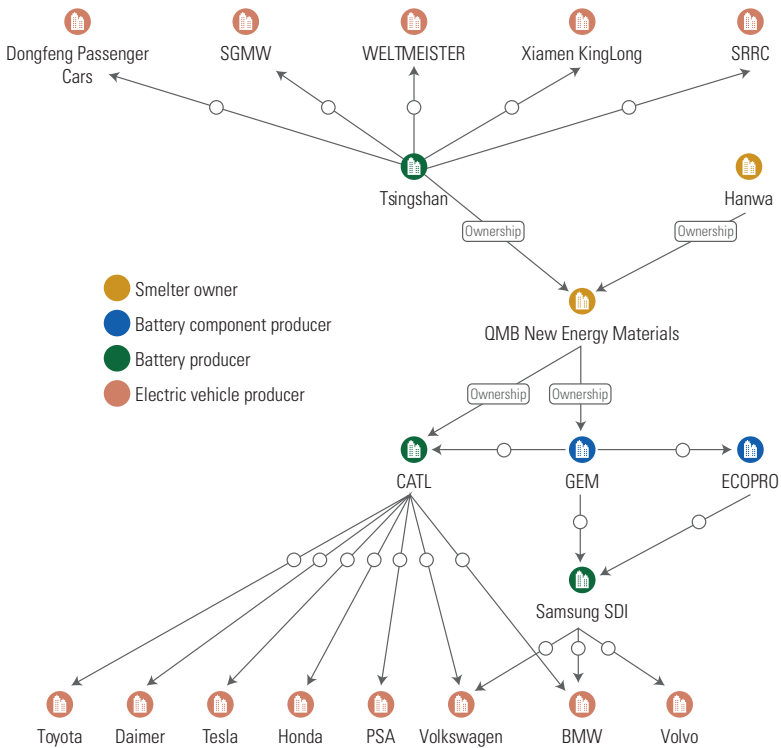 Dongfeng Passenger
Cars
SGMW
WELTMEISTER
Xiamen KingLong
SRRC
Tsingshan
Hanwa
Ownership
Ownership
Smelter owner
Battery component producer
Battery producer
Electric vehicle producer
QMB New Energy Materials
Ownership
Ownership
CATL
GEM
ECOPRO
Samsung SDI
Toyota
Daimer
Tesla
Honda
PSA
Volkswagen
BMW
Volvo